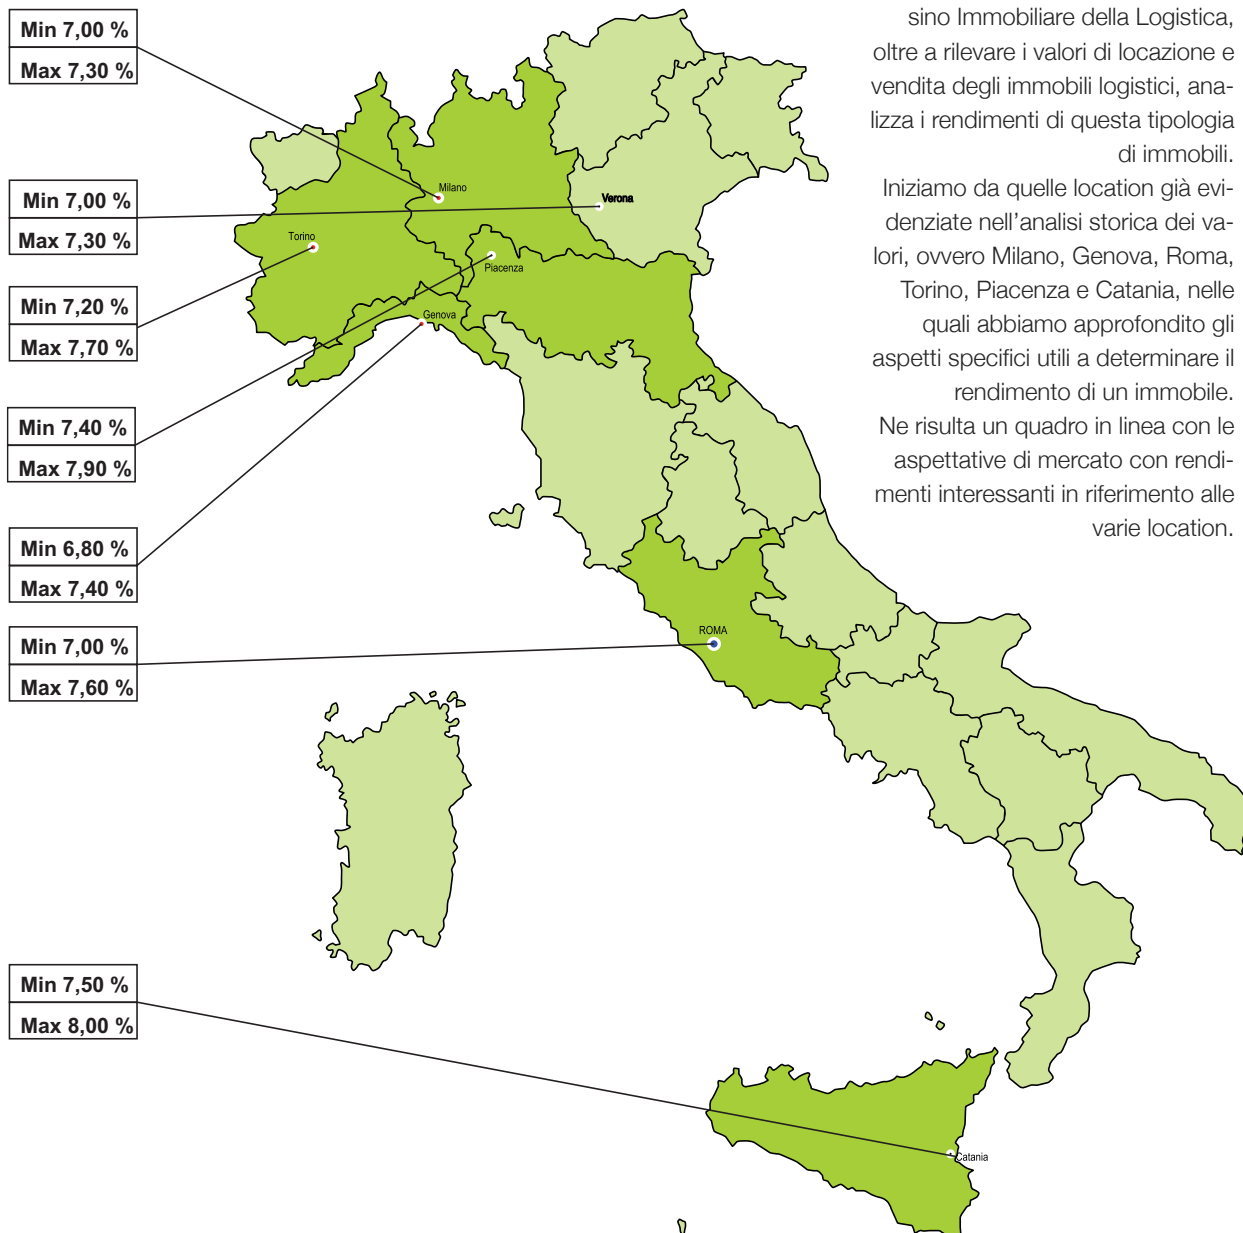 sino Immobiliare della Logistica,
oltre a rilevare i valori di locazione e
vendita degli immobili logistici, ana-
lizza i rendimenti di questa tipologia
di immobili.
Iniziamo da quelle location già evi-
denziate nell'analisi storica dei va-
lori, ovvero Milano, Genova, Roma,
Torino, Piacenza e Catania, nelle
quali abbiamo approfondito gli
aspetti specifici utili a determinare il
rendimento di un immobile.
Ne risulta un quadro in linea con le
aspettative di mercato con rendi-
menti interessanti in riferimento alle
varie location.
Min 7,00 %
Max 7,30 %
Min 7,00 %
Max 7,30 %
Min 7,20 %
Max 7,70 %
Min 7,40 %
Max 7,90 %
Min 6,80 %
Max 7,40 %
Min 7,00 %
Max 7,60 %
Min 7,50 %
Max 8,00 %
Milano
Verona
Torino
Piacenza
Genova
ROMA
Catania